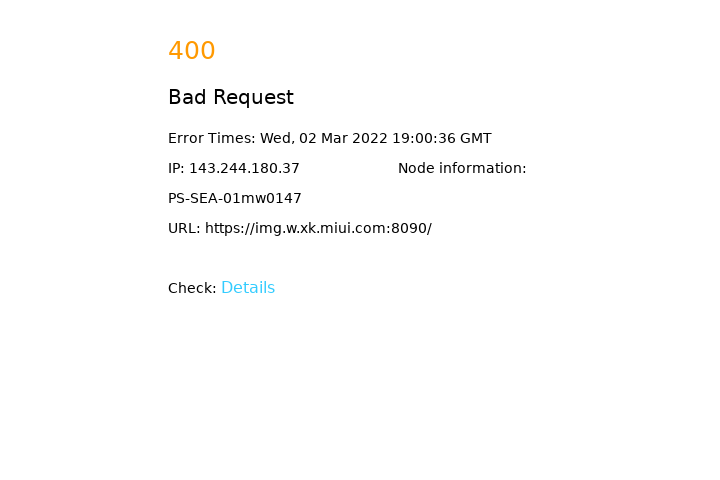 400
Bad Request
Error Times: Wed, 02 Mar 2022 19:00:36 GMT
IP: 143.244.180.37 Node information:
PS-SEA-01mw0147
URL: https://img.w.xk.miui.com:8090/
Check: Details